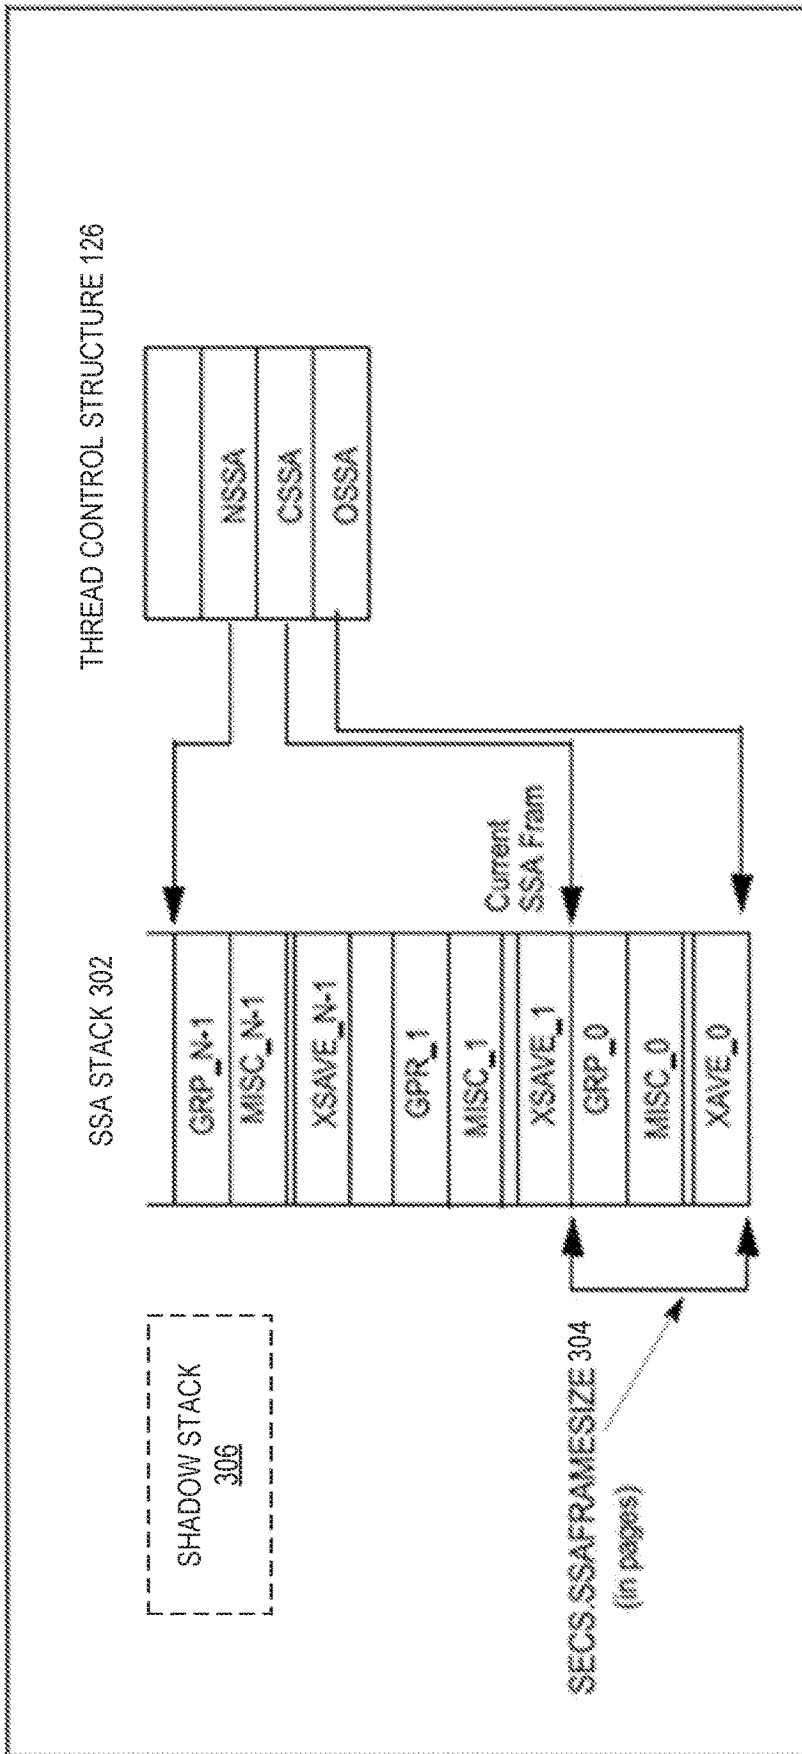 THREAD CONTROL STRUCTURE 126
NSSA
CSSA
OSSA
SSA STACK 302
GRP_N-1
MISC_N-1
XSAVE_N-1
GPR_1
MISC_1
XSAVE_1
GRP_0
MISC_0
XAVE_0
Current
SSA Fram
SHADOW STACK
306
SECS.SSAFRAMESIZE 304
(in pages)